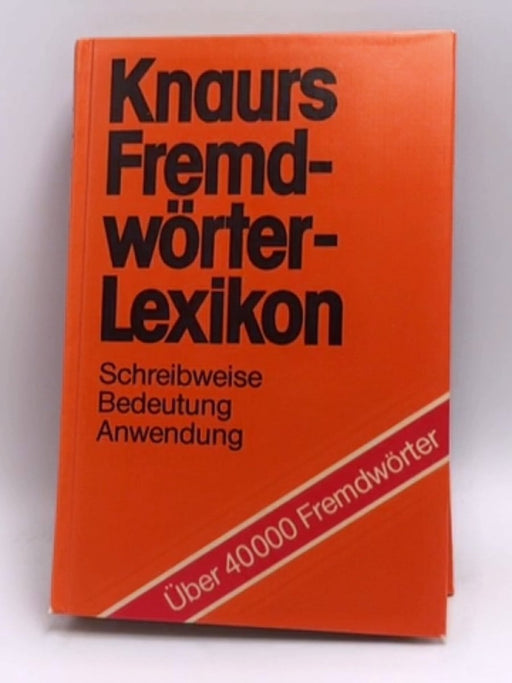 Knaurs
Fremd-
wörter-
Lexikon
Schreibweise
Bedeutung
Anwendung
Über 40000 Fremdwörter